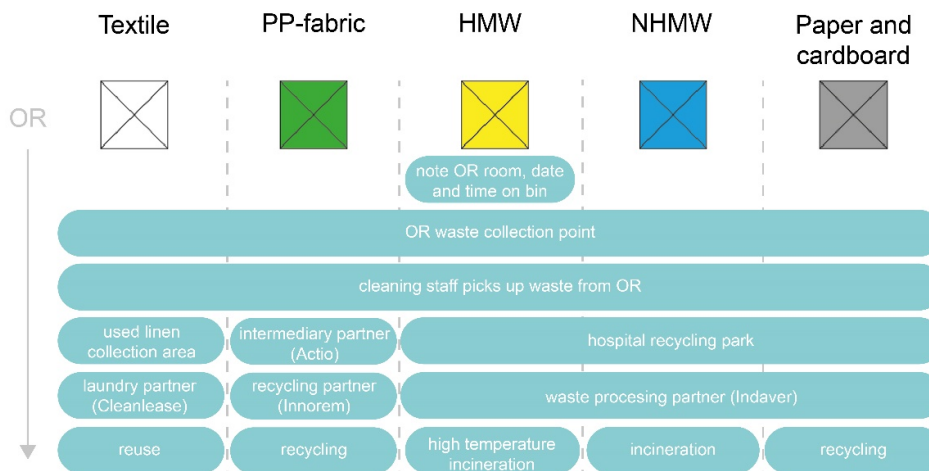 Textile
PP-fabric
HMW
NHMW
Paper and
cardboard
OR
note OR room, date
and time on bin
OR waste collection point
cleaning staff picks up waste from OR
used linen
collection area
intermediary partner
(Actio)
hospital recycling park
laundry partner
(Cleanlease)
recycling partner
(Innorem)
waste procesing partner (Indaver)
reuse
recycling
high temperature
incineration
incineration
recycling